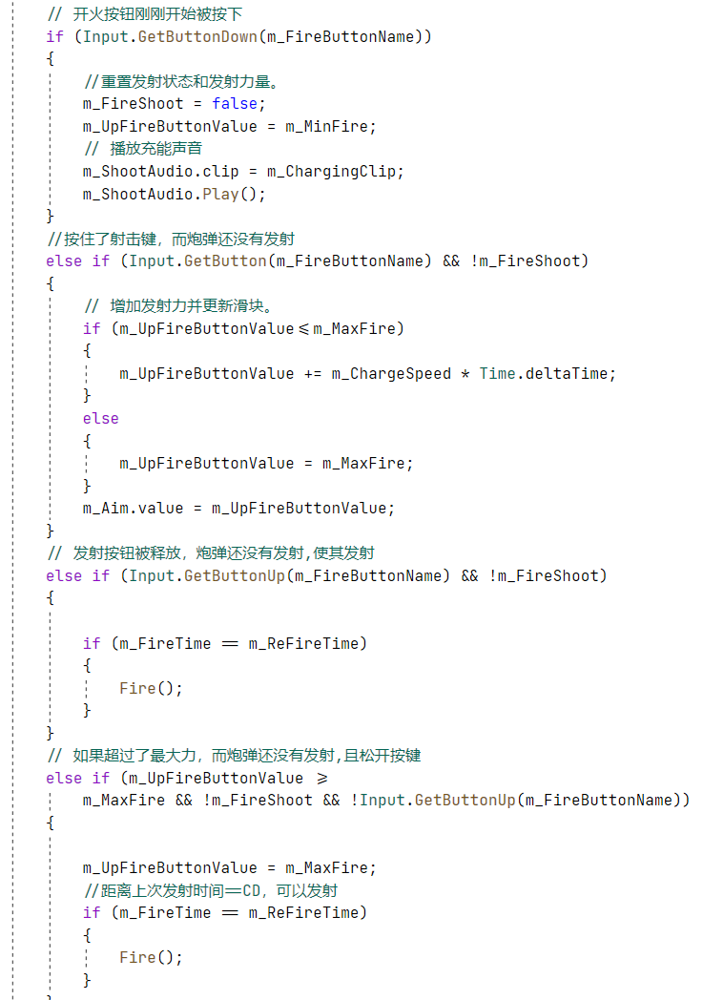 // 开火按钮刚刚开始被按下
if (Input.GetButtonDown(m_FireButtonName))
{
//重置发射状态和发射力量。
m_FireShoot = false;
m_UpFireButtonValue = m_MinFire;
// 播放充能声音
m_ShootAudio.clip = m_ChargingClip;
m_ShootAudio.Play();
}
//按住了射击键，而炮弹还没有发射
else if (Input.GetButton(m_FireButtonName) && !m_FireShoot)
{
// 增加发射力并更新滑块。
if (m_UpFireButtonValue<=m_MaxFire)
{
m_UpFireButtonValue += m_ChargeSpeed * Time.deltaTime;
}
else
{
m_UpFireButtonValue = m_MaxFire;
}
m_Aim.value = m_UpFireButtonValue;
}
// 发射按钮被释放，炮弹还没有发射,使其发射
else if (Input.GetButtonUp(m_FireButtonName) && !m_FireShoot)
{
if (m_FireTime == m_ReFireTime)
{
Fire();
}
}
// 如果超过了最大力，而炮弹还没有发射,且松开按键
else if (m_UpFireButtonValue >=
m_MaxFire && !m_FireShoot && !Input.GetButtonUp(m_FireButtonName))
{
m_UpFireButtonValue = m_MaxFire;
//距离上次发射时间==CD，可以发射
if (m_FireTime == m_ReFireTime)
{
Fire();
}
}